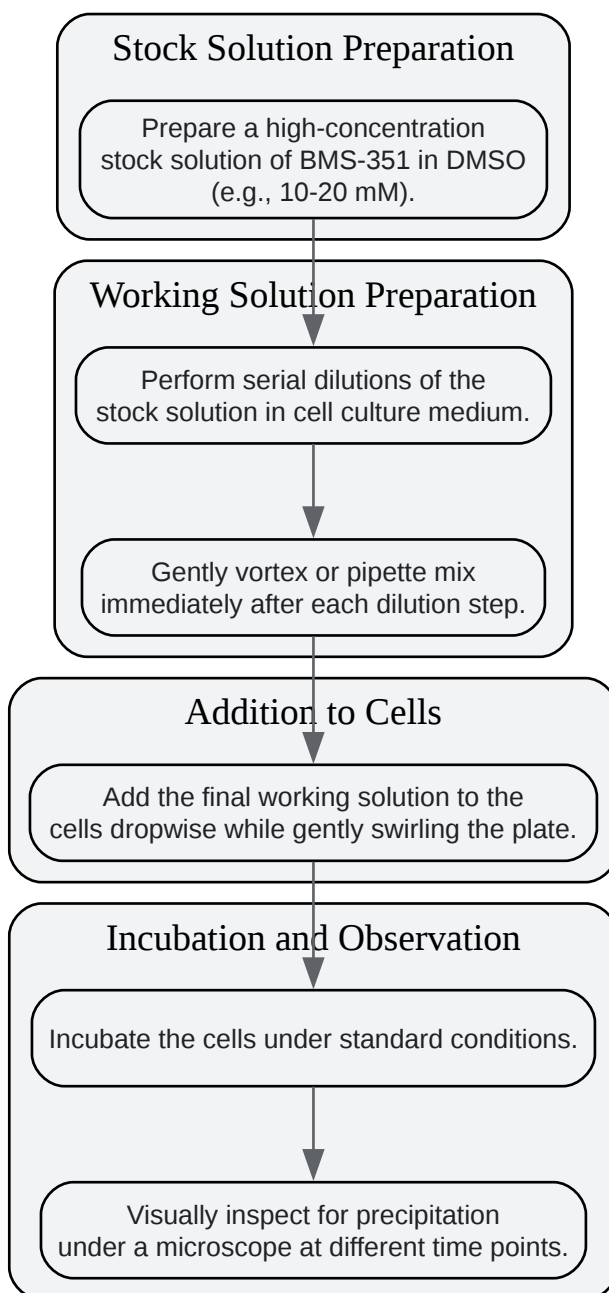 Stock Solution Preparation
Prepare a high-concentration
stock solution of BMS-351 in DMSO
(e.g., 10-20 mM).
Working Solution Preparation
Perform serial dilutions of the
stock solution in cell culture medium.
Gently vortex or pipette mix
immediately after each dilution step.
Addition to Cells
Add the final working solution to the
cells dropwise while gently swirling the plate.
Incubation and Observation
Incubate the cells under standard conditions.
Visually inspect for precipitation
under a microscope at different time points.